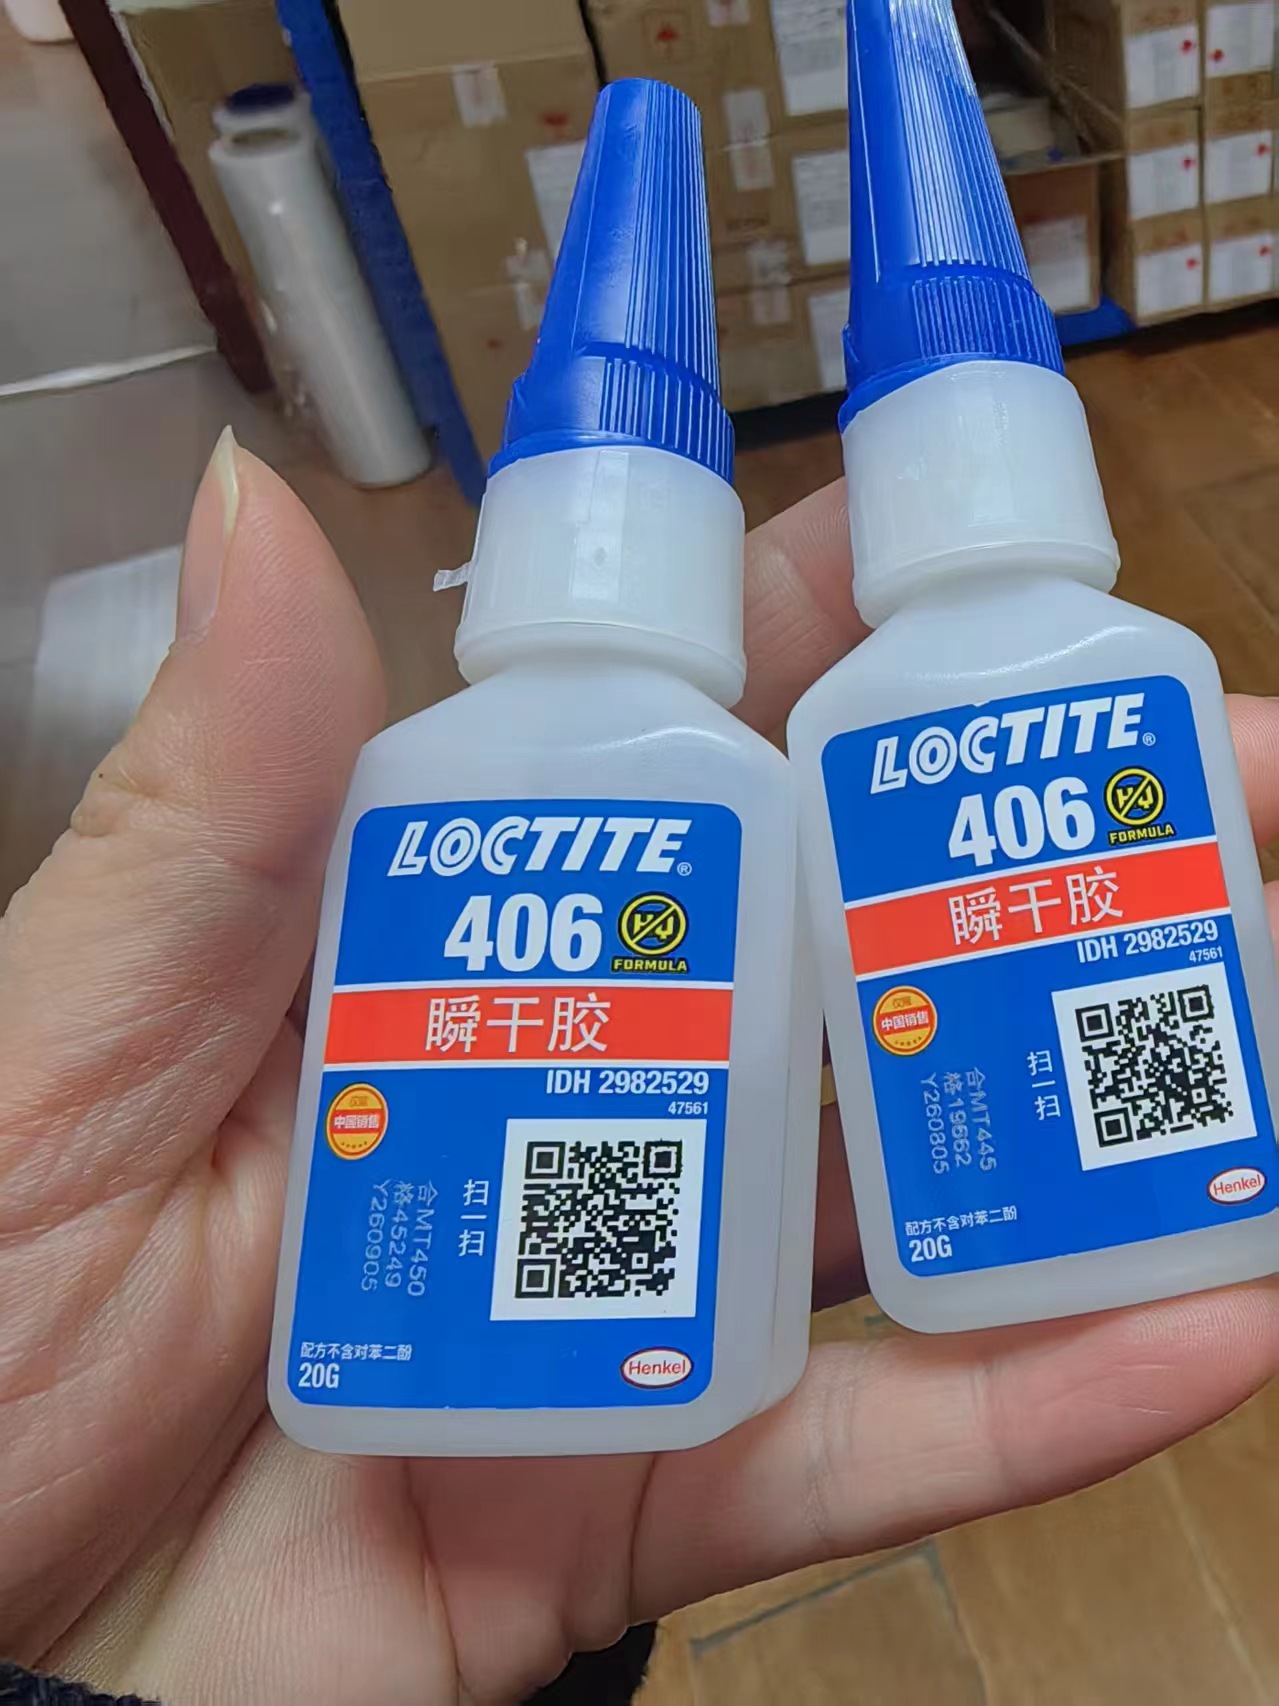 LOCTITE®
406
FORMULA
瞬干胶
IDH 2982529
47561
仅限
中国销售
合MT450
格45249
Y260905
扫一扫
配方不含对苯二酚
20G
Henkel
LOCTITE®
406
FORMULA
瞬干胶
IDH 2982529
47561
仅限
中国销售
合MT445
格19662
Y260805
扫一扫
配方不含对苯二酚
20G
Henkel